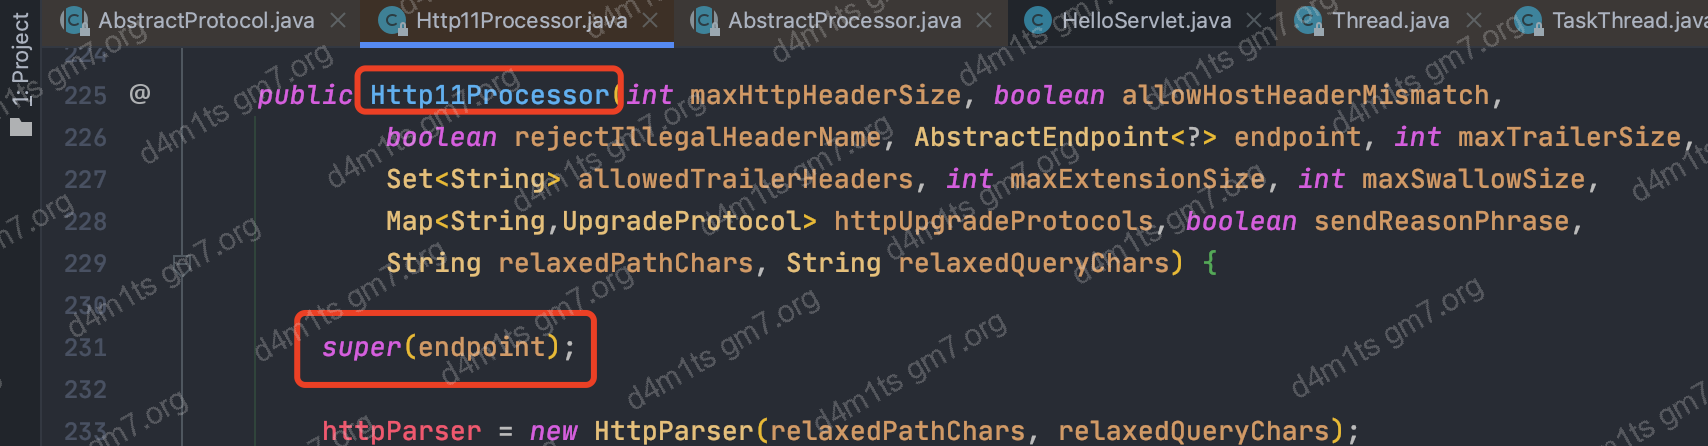 AbstractProtocol.java Http11Processor.java AbstractProcessor.java HelloServlet.java Thread.java TaskThread.java
1: Project
224
225 @ public Http11Processor(int maxHttpHeaderSize, boolean allowHostHeaderMismatch,
226 boolean rejectIllegalHeaderName, AbstractEndpoint<?> endpoint, int maxTrailerSize,
227 Set<String> allowedTrailerHeaders, int maxExtensionSize, int maxSwallowSize,
228 Map<String,UpgradeProtocol> httpUpgradeProtocols, boolean sendReasonPhrase,
229 String relaxedPathChars, String relaxedQueryChars) {
230
231 super(endpoint);
232
233 httpParser = new HttpParser(relaxedPathChars, relaxedQueryChars);
d4m1ts gm7.org